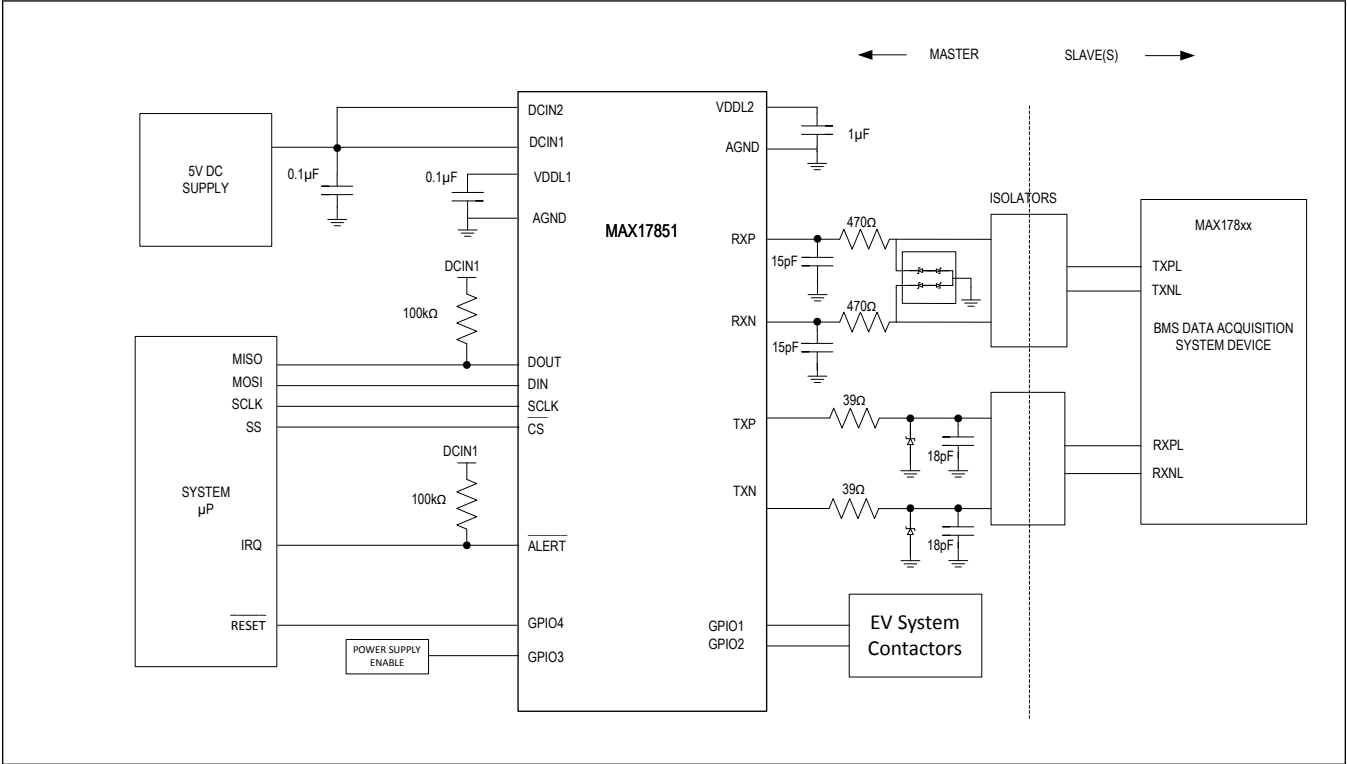 MASTER
SLAVE(S)
5V DC
SUPPLY
0.1µF
0.1µF
DCIN2
DCIN1
VDDL1
AGND
MAX17851
VDDL2
AGND
1µF
DCIN1
100kΩ
SYSTEM
µP
MISO
MOSI
SCLK
SS
IRQ
RESET
DOUT
DIN
SCLK
CS
DCIN1
100kΩ
ALERT
GPIO4
GPIO3
POWER SUPPLY
ENABLE
RXP
RXN
TXP
TXN
470Ω
15pF
470Ω
15pF
39Ω
18pF
39Ω
18pF
GPIO1
GPIO2
EV System
Contactors
ISOLATORS
MAX178xx
TXPL
TXNL
BMS DATA ACQUISITION
SYSTEM DEVICE
RXPL
RXNL